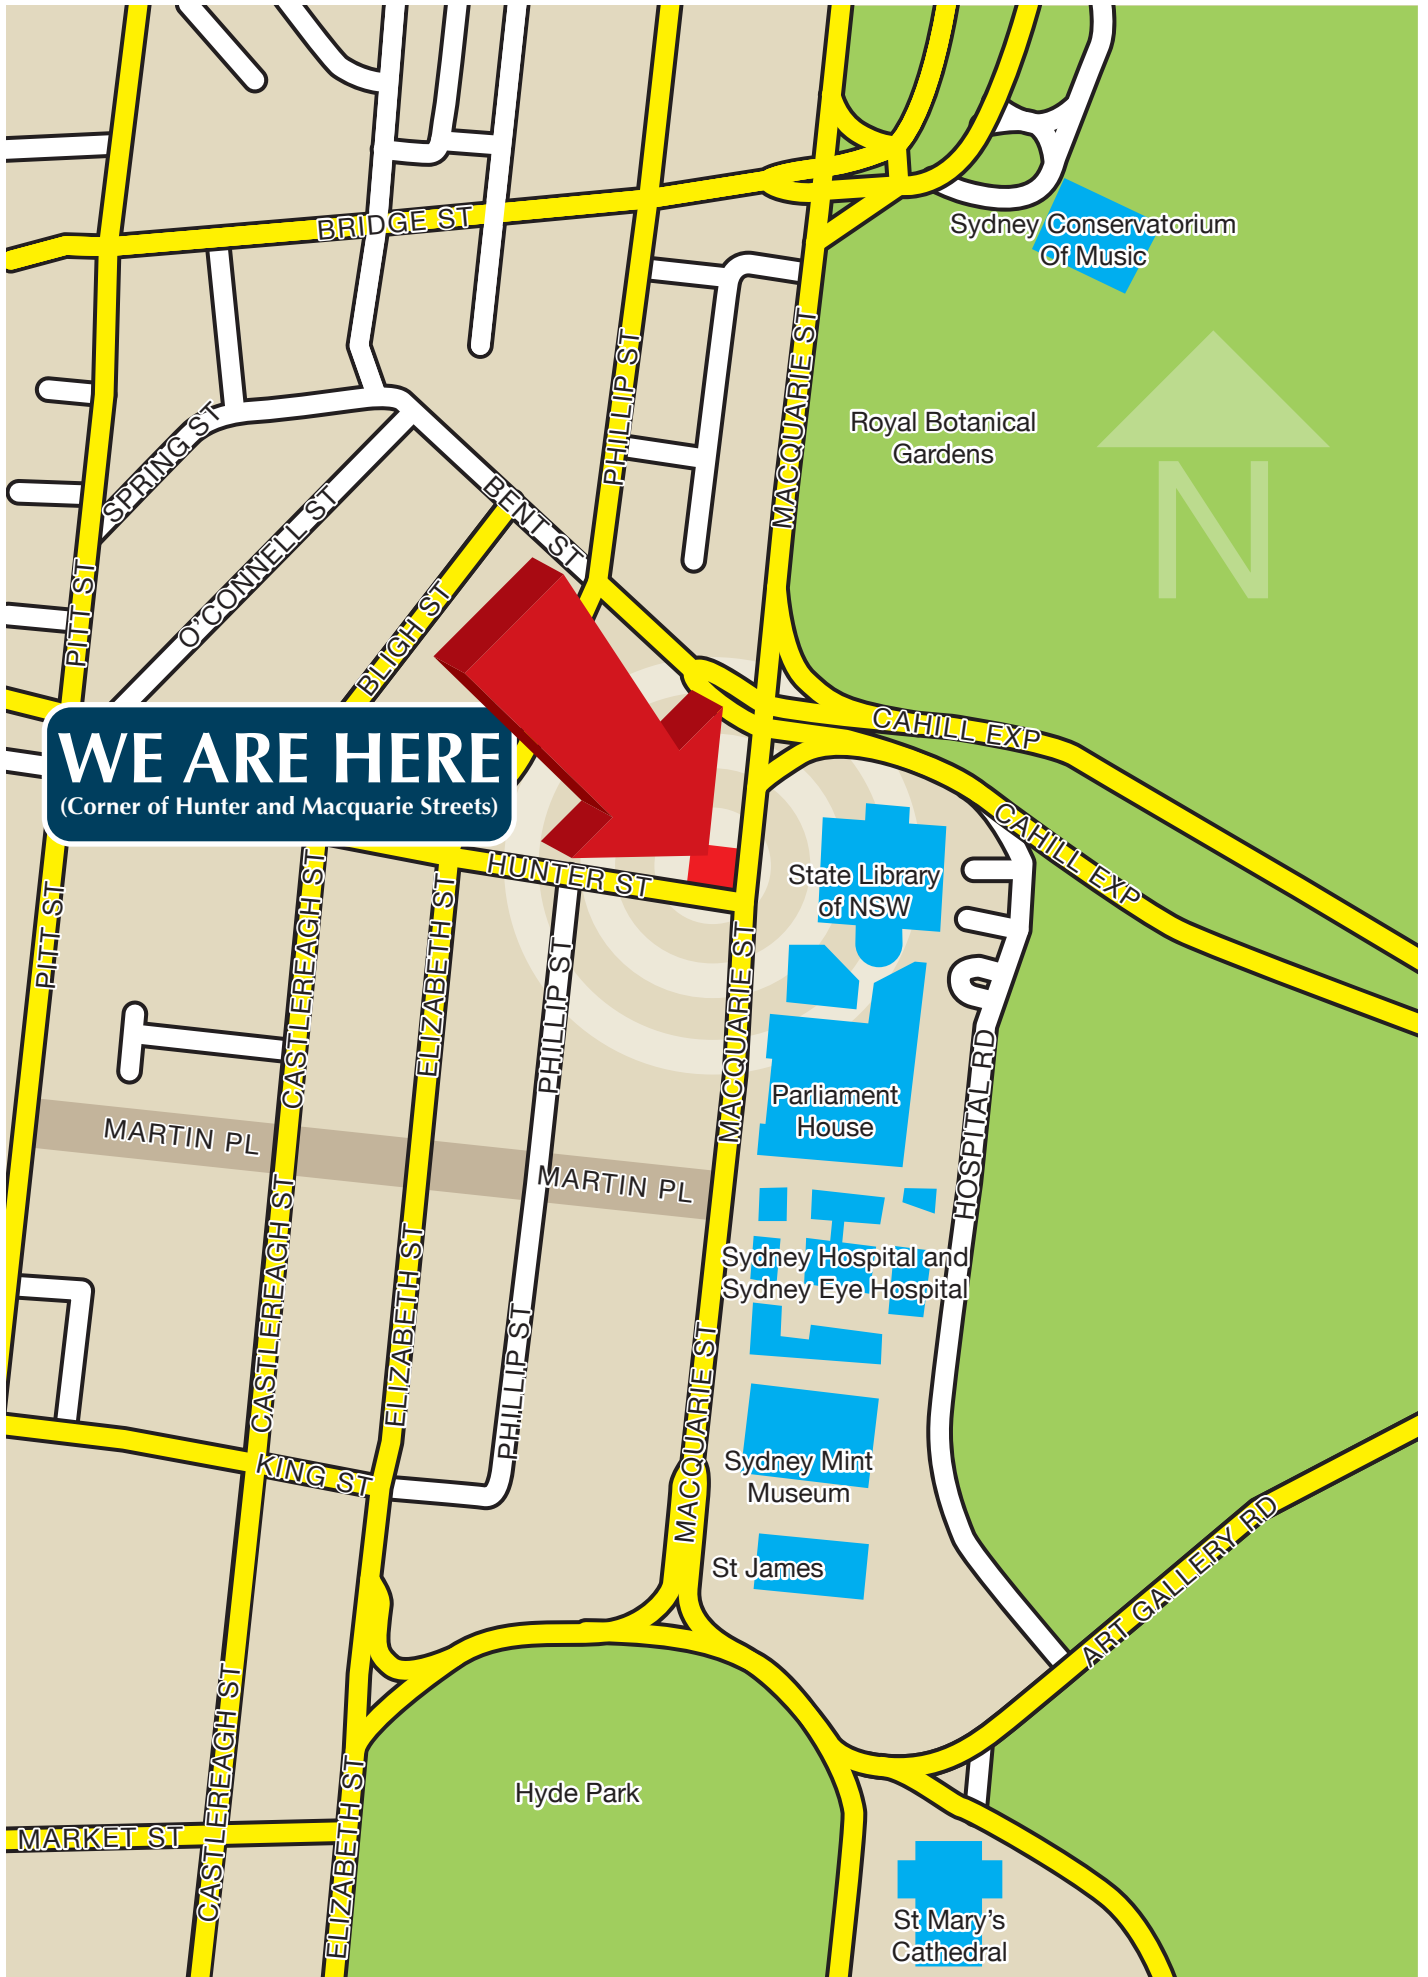 BRIDGE ST
Sydney Conservatorium
Of Music
PHILLIP ST
MACQUARIE ST
Royal Botanical
Gardens
N
SPRING ST
O'CONNELL ST
BENT ST
PITT ST
BLIGH ST
CAHILL EXP
WE ARE HERE
(Corner of Hunter and Macquarie Streets)
CAHILL EXP
HUNTER ST
State Library
of NSW
PITT ST
CASTLEREAGH ST
ELIZABETH ST
PHILLIP ST
MACQUARIE ST
HOSPITAL RD
Parliament
House
MARTIN PL
MARTIN PL
CASTLEREAGH ST
ELIZABETH ST
Sydney Hospital and
Sydney Eye Hospital
PHILLIP ST
MACQUARIE ST
KING ST
Sydney Mint
Museum
St James
ART GALLERY RD
CASTLEREAGH ST
Hyde Park
ELIZABETH ST
MARKET ST
St Mary's
Cathedral